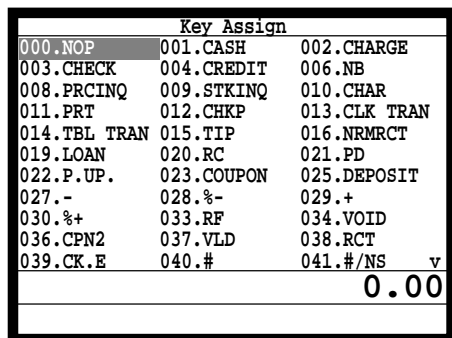 Key Assign
000.NOP 001.CASH 002.CHARGE
003.CHECK 004.CREDIT 006.NB
008.PRCINQ 009.STKINQ 010.CHAR
011.PRT 012.CHKP 013.CLK TRAN
014.TBL TRAN 015.TIP 016.NRMRCT
019.LOAN 020.RC 021.PD
022.P.UP. 023.COUPON 025.DEPOSIT
027.- 028.%- 029.+
030.%+ 033.RF 034.VOID
036.CPN2 037.VLD 038.RCT
039.CK.E 040.# 041.#/NS v
0.00